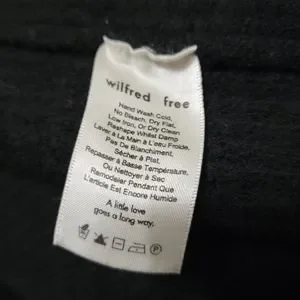 wilfred free
Hand Wash Cold,
No Bleach, Dry Flat,
Low Iron, Or Dry Clean
Reshape Whilst Damp
Laver à La Main à L'eau Froide,
Pas De Blanchiment,
Sécher à Plat,
Repasser à Basse Température,
Ou Nettoyer à Sec
Remodeler Pendant Que
L'article Est Encore Humide
A little love
goes a long way.
P